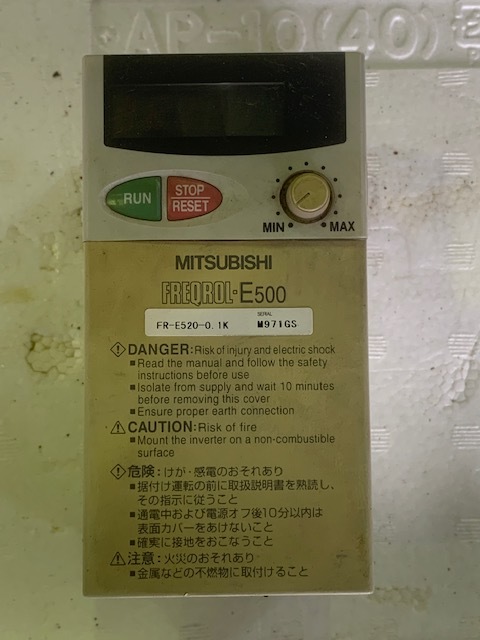 AP-10(40)
RUN
STOP
RESET
MIN
MAX
MITSUBISHI
FREQROL-E500
SERIAL
FR-E520-0.1K M971GS
DANGER: Risk of injury and electric shock
■ Read the manual and follow the safety
instructions before use
■ Isolate from supply and wait 10 minutes
before removing this cover
■ Ensure proper earth connection
CAUTION: Risk of fire
■ Mount the inverter on a non-combustible
surface
危険：けが・感電のおそれあり
■据付け運転の前に取扱説明書を熟読し、
その指示に従うこと
■通電中および電源オフ後10分以内は
表面カバーをあけないこと
■確実に接地をおこなうこと
注意：火災のおそれあり
■金属などの不燃物に取付けること